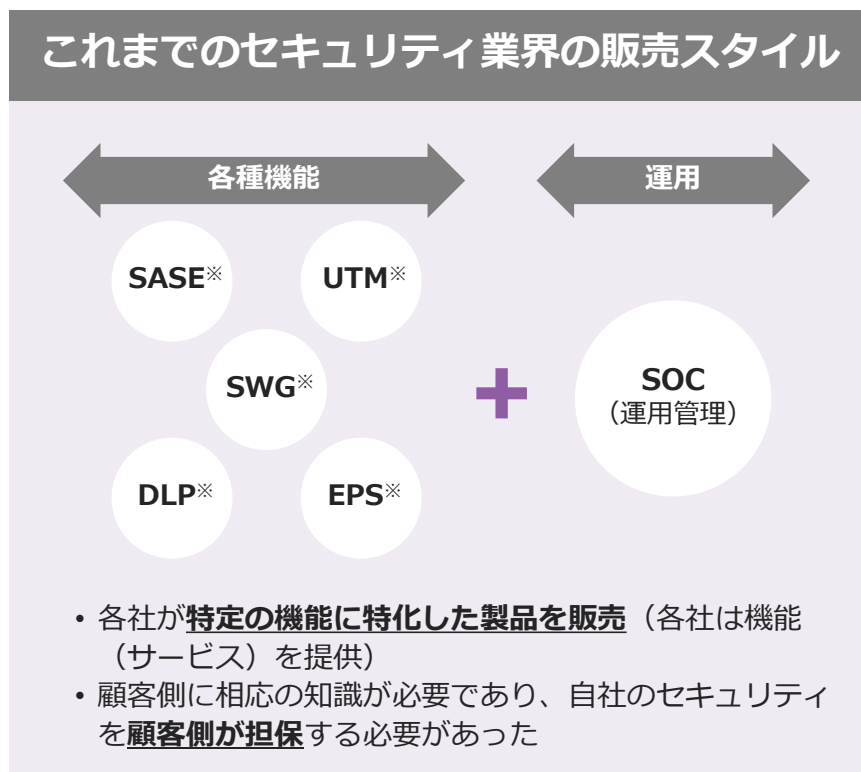 これまでのセキュリティ業界の販売スタイル
各種機能
運用
SASE※
UTM※
SWG※
DLP※
EPS※
+
SOC
（運用管理）
• 各社が特定の機能に特化した製品を販売（各社は機能
（サービス）を提供）
• 顧客側に相応の知識が必要であり、自社のセキュリティ
を顧客側が担保する必要があった